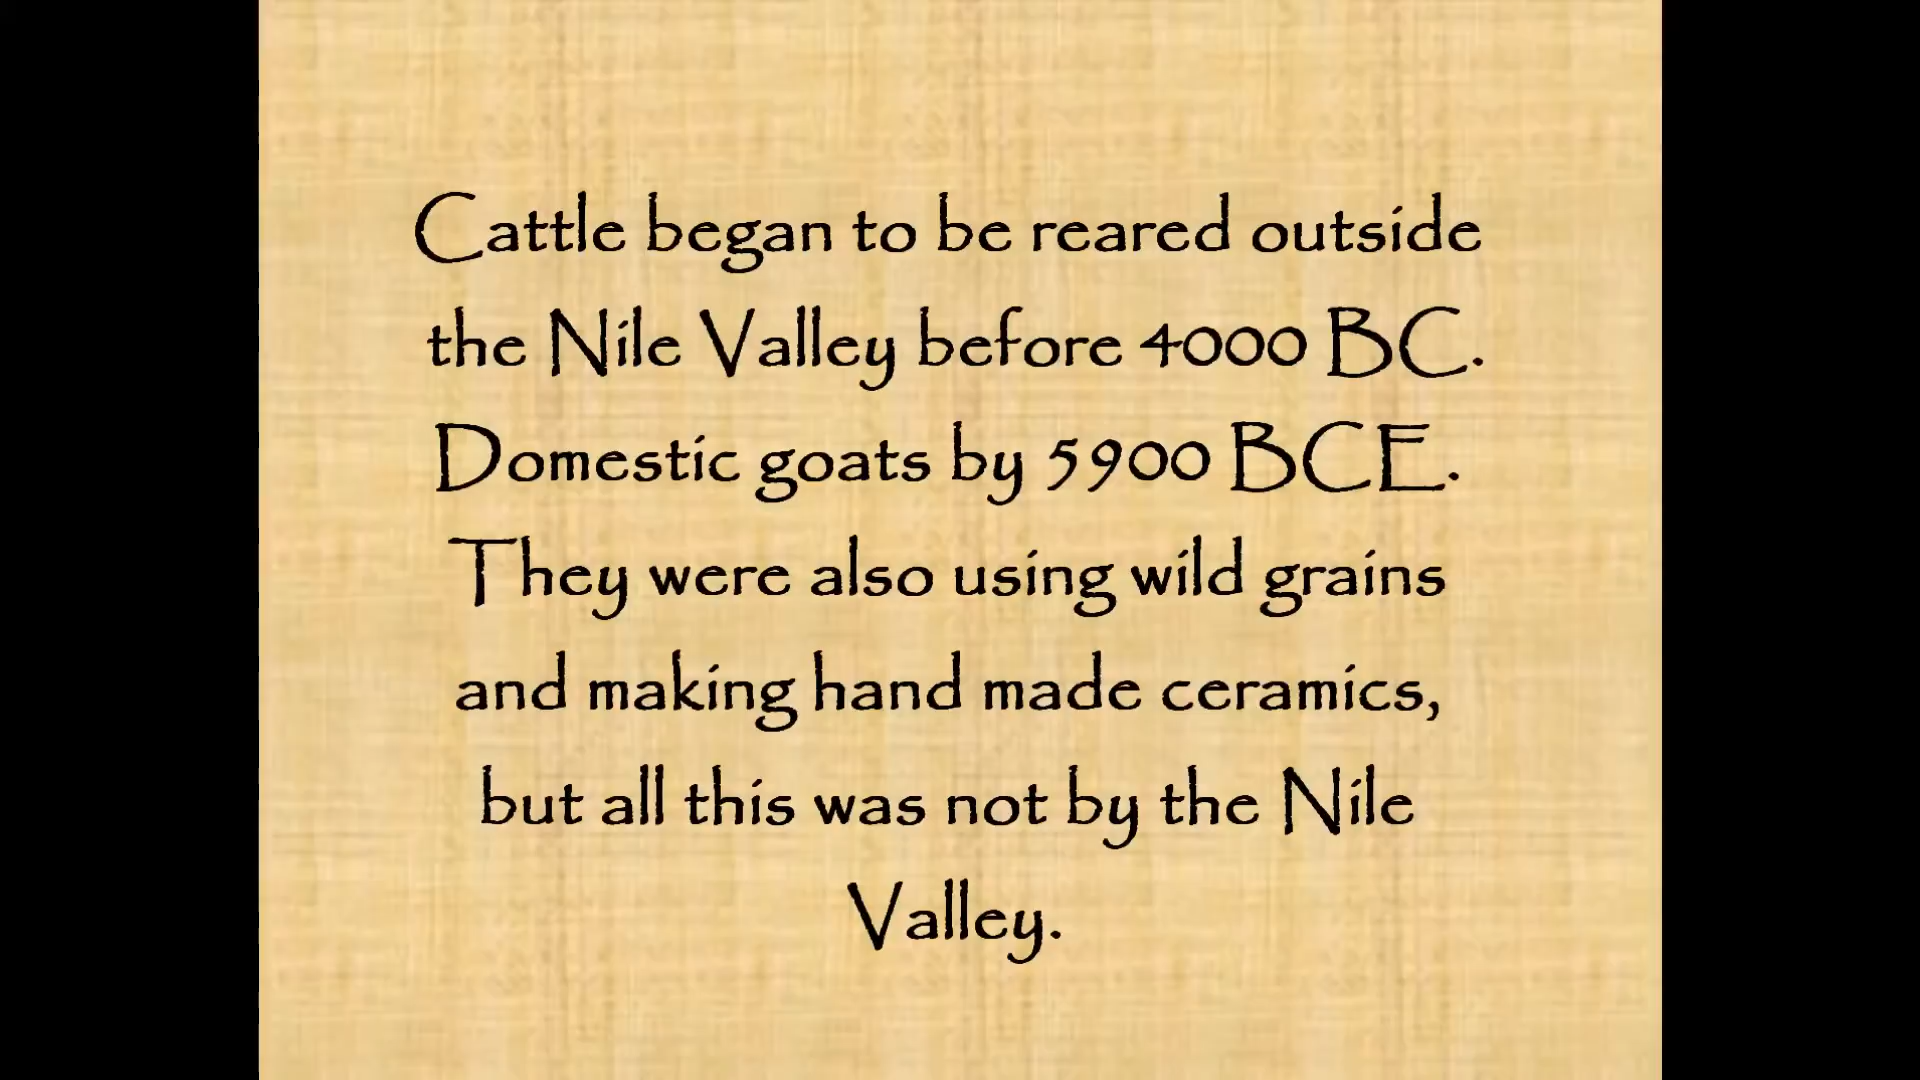 Cattle began to be reared outside
the Nile Valley before 4000 BC.
Domestic goats by 5900 BCE.
They were also using wild grains
and making hand made ceramics,
but all this was not by the Nile
Valley.